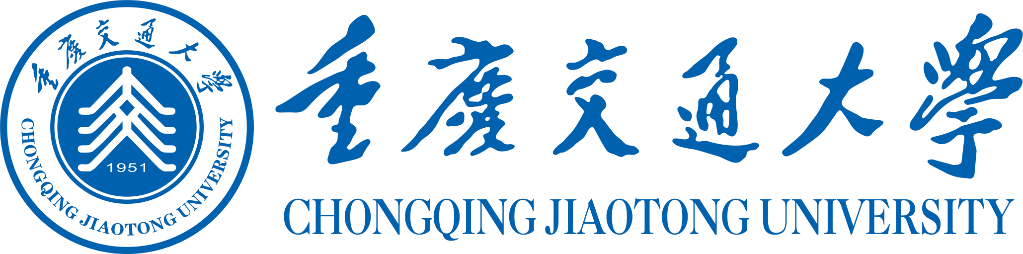 重慶交通大學
1951
CHONGQING JIAOTONG UNIVERSITY
重慶交通大學
CHONGQING JIAOTONG UNIVERSITY